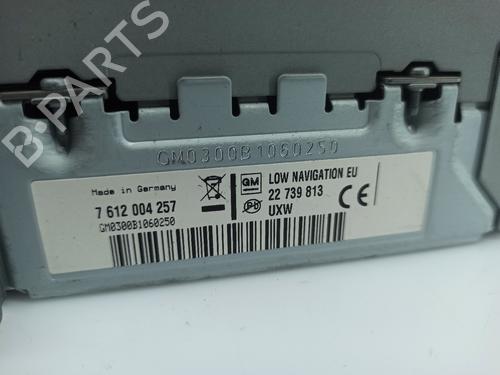 B-PARTS
GM0300B1060250
Made in Germany
7 612 004 257
GM0300B1060250
GM
LOW NAVIGATION EU
22 739 813
Pb
UXW
CE